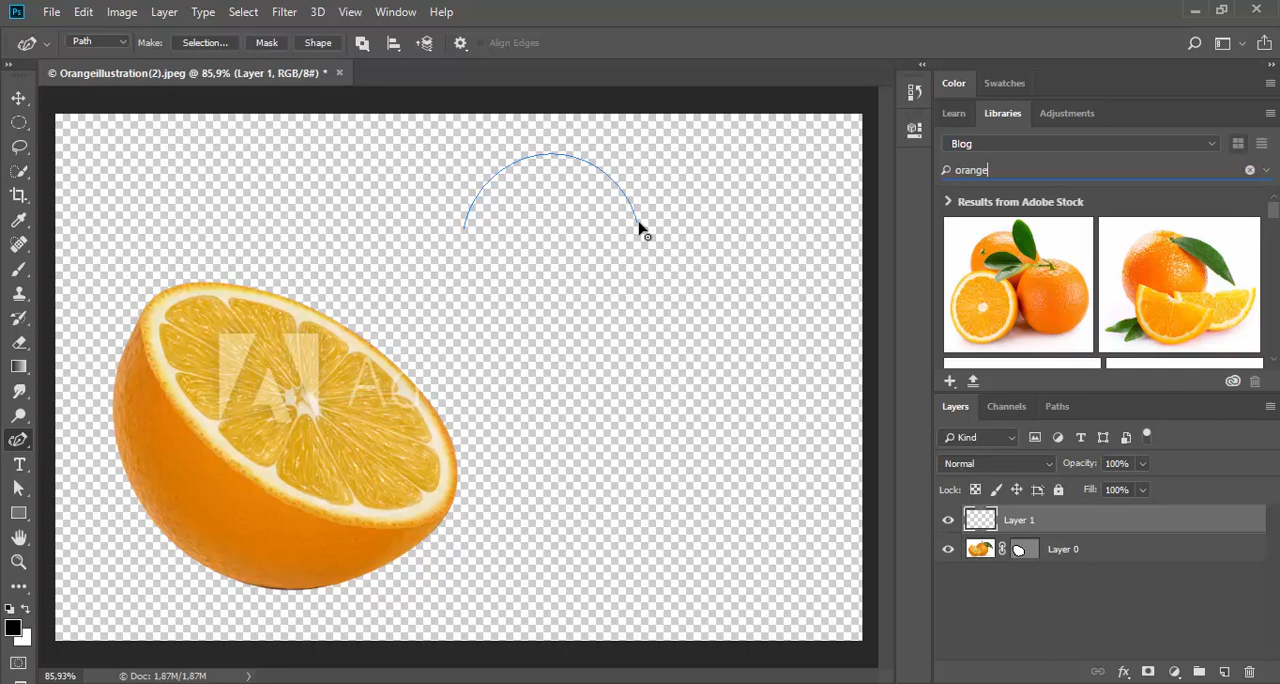 Ps File Edit Image Layer Type Select Filter 3D View Window Help
Path Make: Selection... Mask Shape Align Edges
© Orangeillustration(2).jpeg @ 85,9% (Layer 1, RGB/8#) *
Color Swatches
Learn Libraries Adjustments
Blog
orange
Results from Adobe Stock
Layers Channels Paths
Kind
Normal Opacity: 100%
Lock: Fill: 100%
Layer 1
Layer 0
fx
85,93% © Doc: 1,87M/1,87M